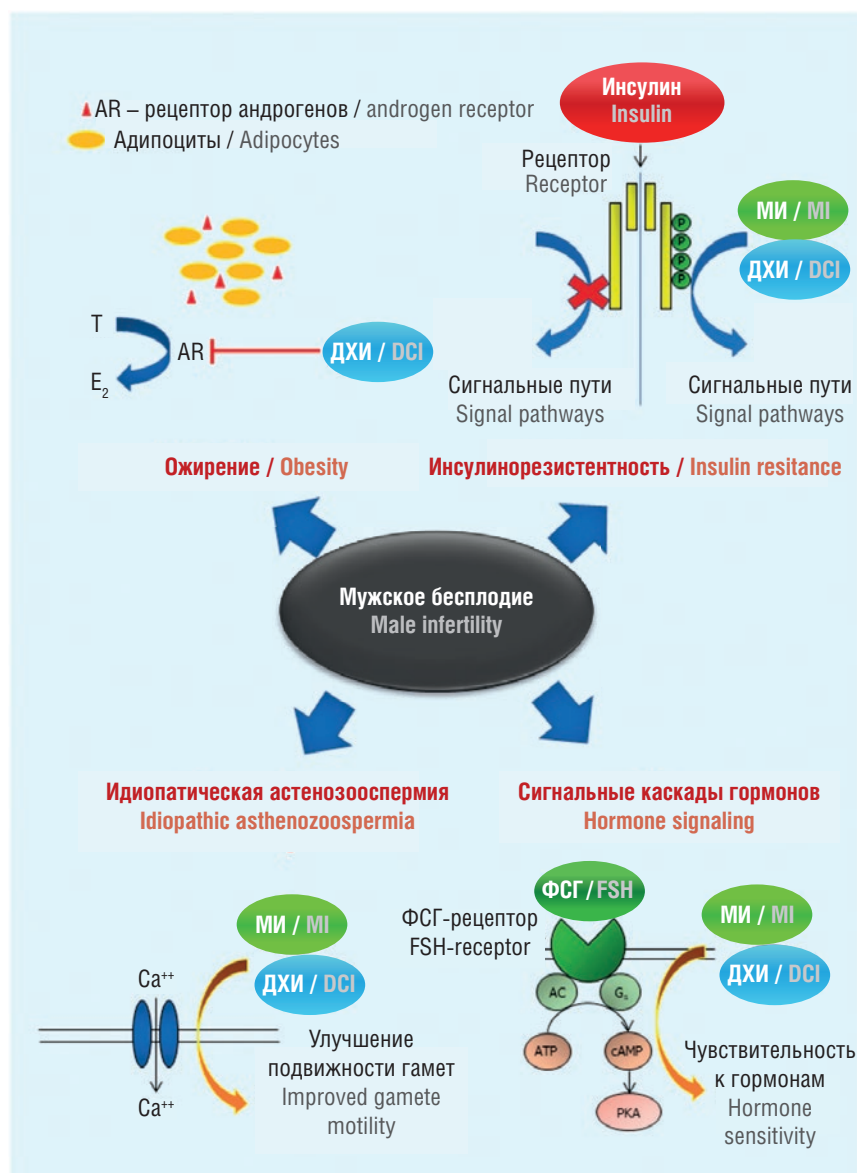 AR – рецептор андрогенов / androgen receptor
Адипоциты / Adipocytes
Инсулин
Insulin
Рецептор
Receptor
P
P
P
P
МИ / MI
ДХИ / DCI
T
AR
E₂
ДХИ / DCI
Сигнальные пути
Signal pathways
Сигнальные пути
Signal pathways
Ожирение / Obesity
Инсулинорезистентность / Insulin resitance
Мужское бесплодие
Male infertility
Идиопатическая астенозооспермия
Idiopathic asthenozoospermia
Сигнальные каскады гормонов
Hormone signaling
МИ / MI
ДХИ / DCI
Ca⁺⁺
Ca⁺⁺
Улучшение
подвижности гамет
Improved gamete
motility
ФСГ / FSH
ФСГ-рецептор
FSH-receptor
AC
Gₛ
ATP
cAMP
PKA
МИ / MI
ДХИ / DCI
Чувствительность
к гормонам
Hormone
sensitivity